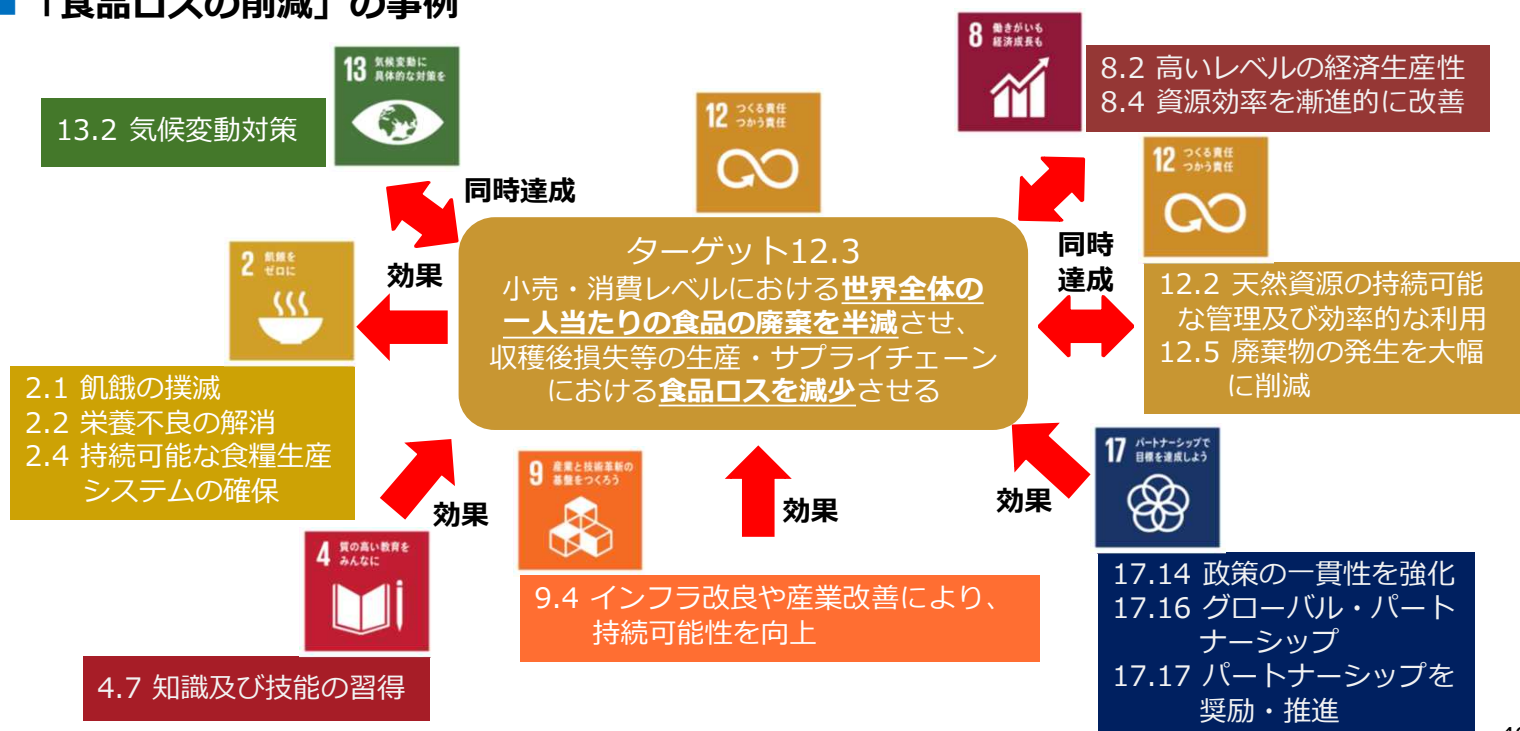 「食品ロスの削減」の事例
13 気候変動に
具体的な対策を
13.2 気候変動対策
12 つくる責任
つかう責任
8 働きがいも
経済成長も
8.2 高いレベルの経済生産性
8.4 資源効率を漸進的に改善
12 つくる責任
つかう責任
同時達成
同時
達成
12.2 天然資源の持続可能
な管理及び効率的な利用
12.5 廃棄物の発生を大幅
に削減
ターゲット12.3
小売・消費レベルにおける世界全体の
一人当たりの食品の廃棄を半減させ、
収穫後損失等の生産・サプライチェーン
における食品ロスを減少させる
2 飢餓を
ゼロに
効果
2.1 飢餓の撲滅
2.2 栄養不良の解消
2.4 持続可能な食糧生産
システムの確保
効果
4 質の高い教育を
みんなに
4.7 知識及び技能の習得
9 産業と技術革新の
基盤をつくろう
効果
9.4 インフラ改良や産業改善により、
持続可能性を向上
効果
17 パートナーシップで
目標を達成しよう
17.14 政策の一貫性を強化
17.16 グローバル・パート
ナーシップ
17.17 パートナーシップを
奨励・推進